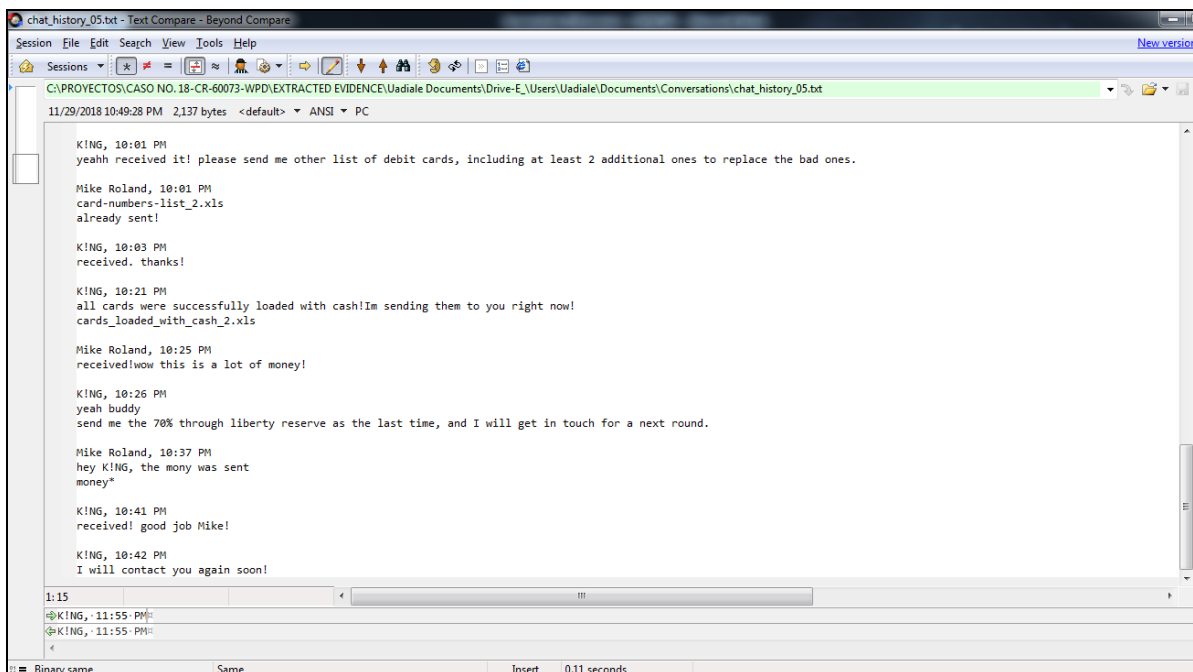 chat_history_05.txt - Text Compare - Beyond Compare
Session File Edit Search View Tools Help
New version
Sessions
C:\PROYECTOS\CASO NO. 18-CR-60073-WPD\EXTRACTED EVIDENCE\Uadiale Documents\Drive-E_\Users\Uadiale\Documents\Conversations\chat_history_05.txt
11/29/2018 10:49:28 PM 2,137 bytes <default> ANSI PC
K!NG, 10:01 PM
yeahh received it! please send me other list of debit cards, including at least 2 additional ones to replace the bad ones.
Mike Roland, 10:01 PM
card-numbers-list_2.xls
already sent!
K!NG, 10:03 PM
received. thanks!
K!NG, 10:21 PM
all cards were successfully loaded with cash!Im sending them to you right now!
cards_loaded_with_cash_2.xls
Mike Roland, 10:25 PM
received!wow this is a lot of money!
K!NG, 10:26 PM
yeah buddy
send me the 70% through liberty reserve as the last time, and I will get in touch for a next round.
Mike Roland, 10:37 PM
hey K!NG, the mony was sent
money*
K!NG, 10:41 PM
received! good job Mike!
K!NG, 10:42 PM
I will contact you again soon!
1:15
K!NG,·11:55·PM¤
K!NG,·11:55·PM¤
Binary same Same Insert 0.11 seconds